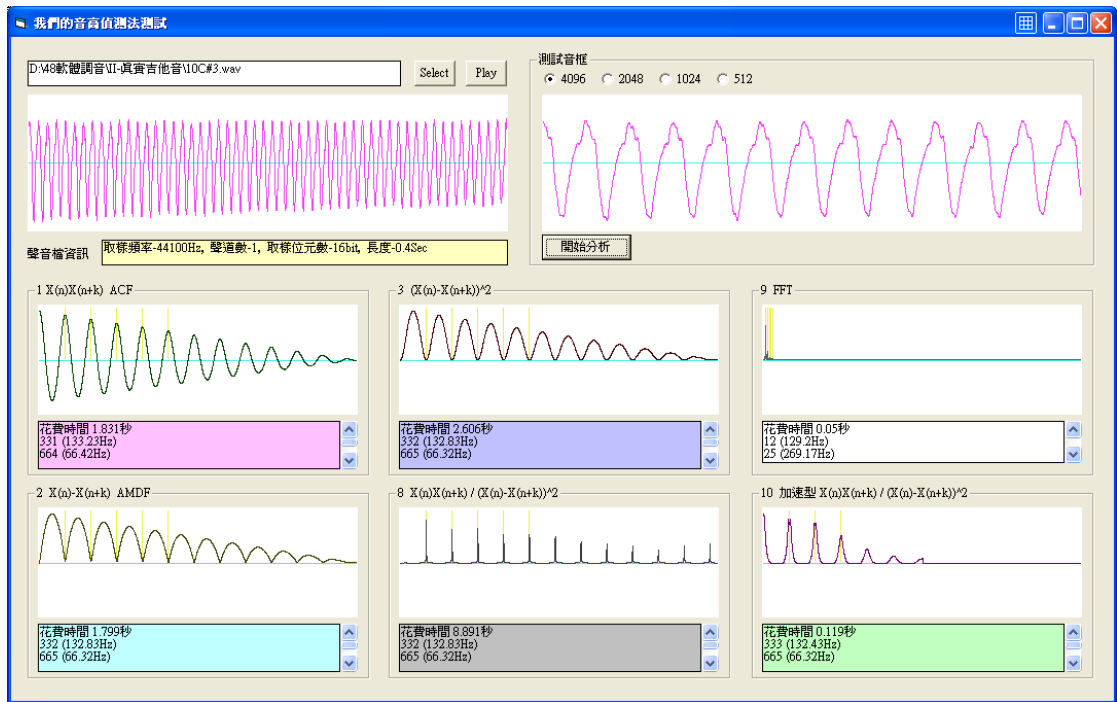 我們的音高偵測法測試
D:\48軟體調音\II-真實吉他音\10C#3.wav
Select
Play
測試音框
4096
2048
1024
512
開始分析
聲音檔資訊
取樣頻率-44100Hz, 聲道數-1, 取樣位元數-16bit, 長度-0.4Sec
1 X(n)X(n+k) ACF
花費時間 1.831秒
331 (133.23Hz)
664 (66.42Hz)
3 (X(n)-X(n+k))^2
花費時間 2.606秒
332 (132.83Hz)
665 (66.32Hz)
9 FFT
花費時間 0.05秒
12 (129.2Hz)
25 (269.17Hz)
2 X(n)-X(n+k) AMDF
花費時間 1.799秒
332 (132.83Hz)
665 (66.32Hz)
8 X(n)X(n+k) / (X(n)-X(n+k))^2
花費時間 8.891秒
332 (132.83Hz)
665 (66.32Hz)
10 加速型 X(n)X(n+k) / (X(n)-X(n+k))^2
花費時間 0.119秒
333 (132.43Hz)
665 (66.32Hz)